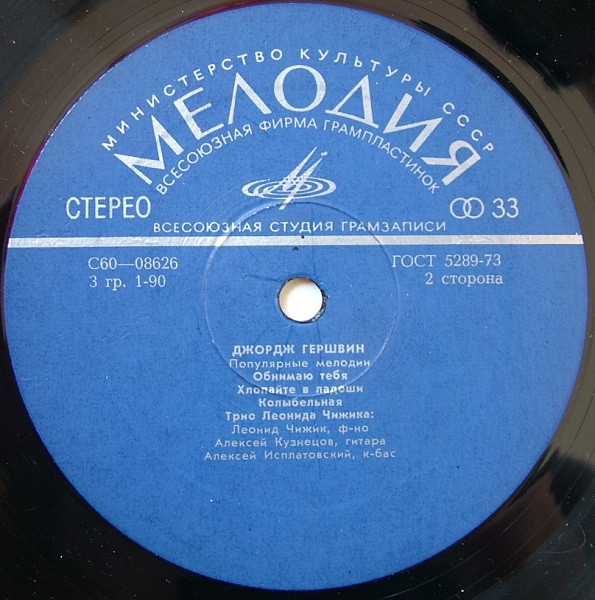 МИНИСТЕРСТВО КУЛЬТУРЫ СССР
МЕЛОДИЯ
ВСЕСОЮЗНАЯ ФИРМА ГРАМПЛАСТИНОК
СТЕРЕО 33
ВСЕСОЮЗНАЯ СТУДИЯ ГРАМЗАПИСИ
С60—08626 ГОСТ 5289-73
3 гр. 1-90 2 сторона
ДЖОРДЖ ГЕРШВИН
Популярные мелодии
Обнимаю тебя
Хлопайте в ладоши
Колыбельная
Трио Леонида Чижика:
Леонид Чижик, ф-но
Алексей Кузнецов, гитара
Алексей Исплатовский, к-бас